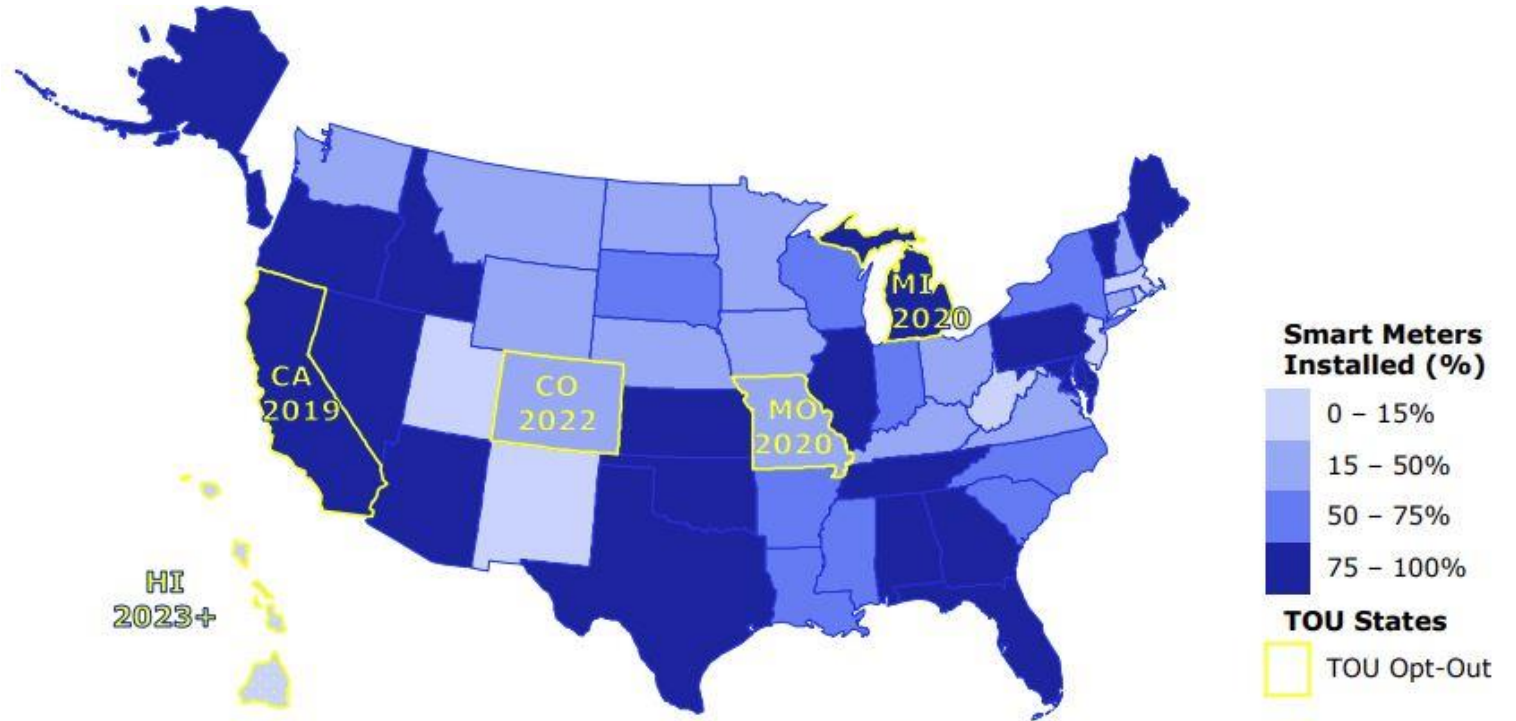 MI
2020
CA
2019
CO
2022
MO
2020
HI
2023+
Smart Meters
Installed (%)
0 – 15%
15 – 50%
50 – 75%
75 – 100%
TOU States
TOU Opt-Out